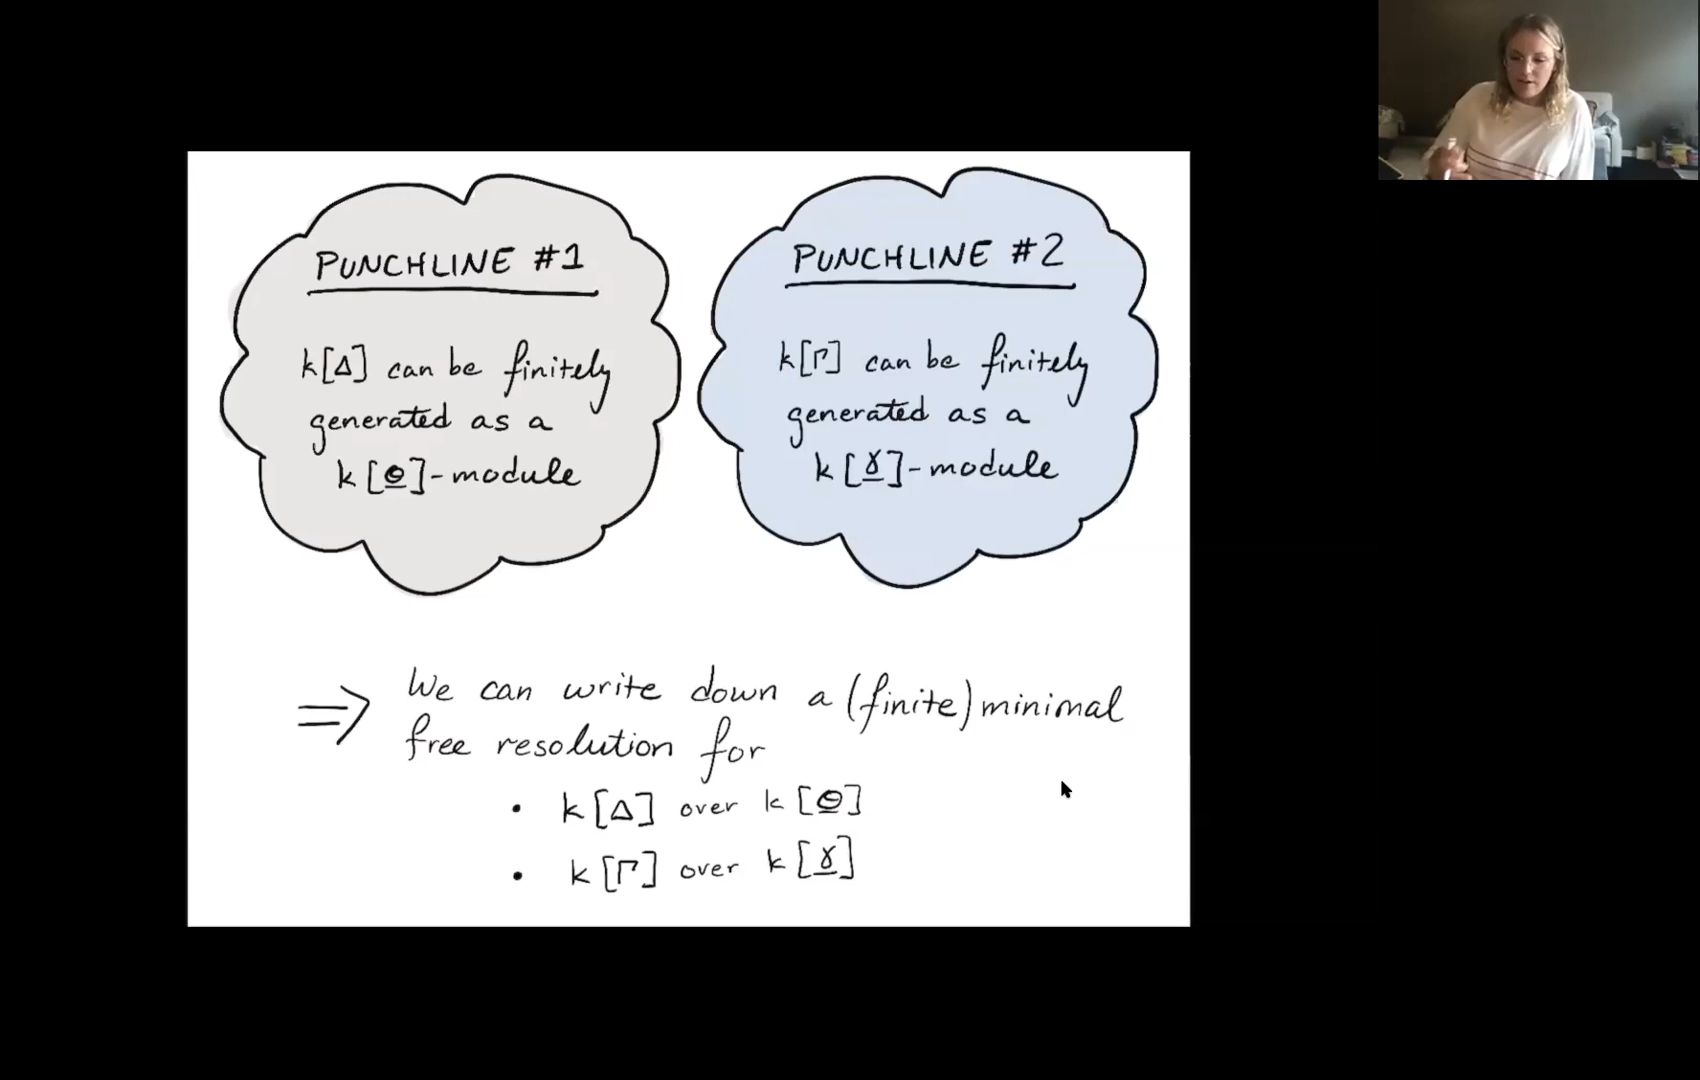 PUNCHLINE #1
k[Δ] can be finitely
generated as a
k[Θ̲]-module
PUNCHLINE #2
k[Γ] can be finitely
generated as a
k[γ̲]-module
⇒ We can write down a (finite) minimal
free resolution for
• k[Δ] over k[Θ̲]
• k[Γ] over k[γ̲]